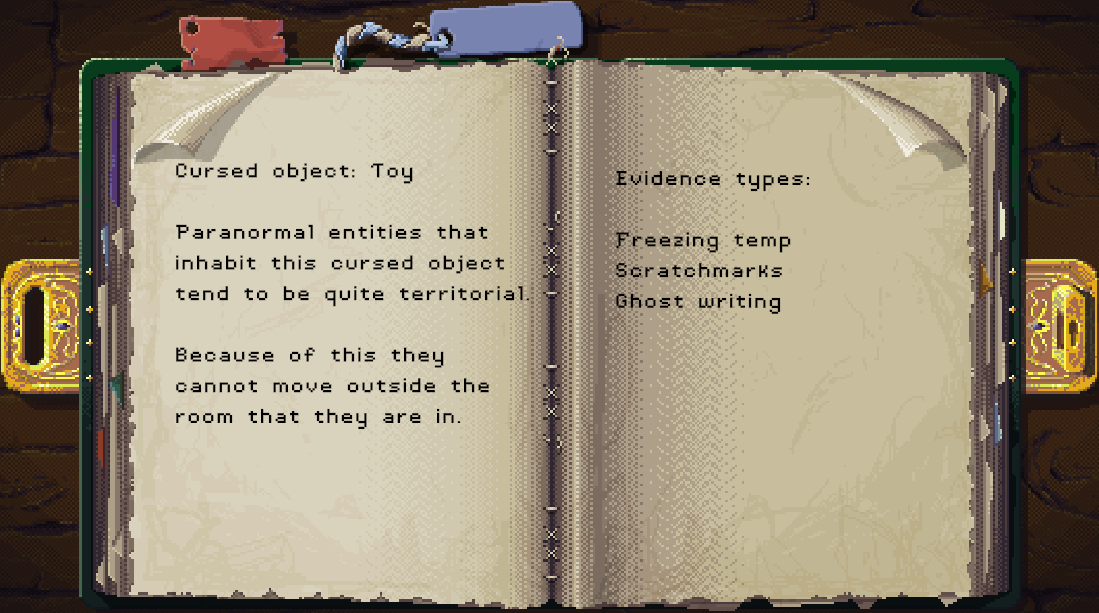 Cursed object: Toy
Paranormal entities that
inhabit this cursed object
tend to be quite territorial.
Because of this they
cannot move outside the
room that they are in.
Evidence types:
Freezing temp
Scratchmarks
Ghost writing